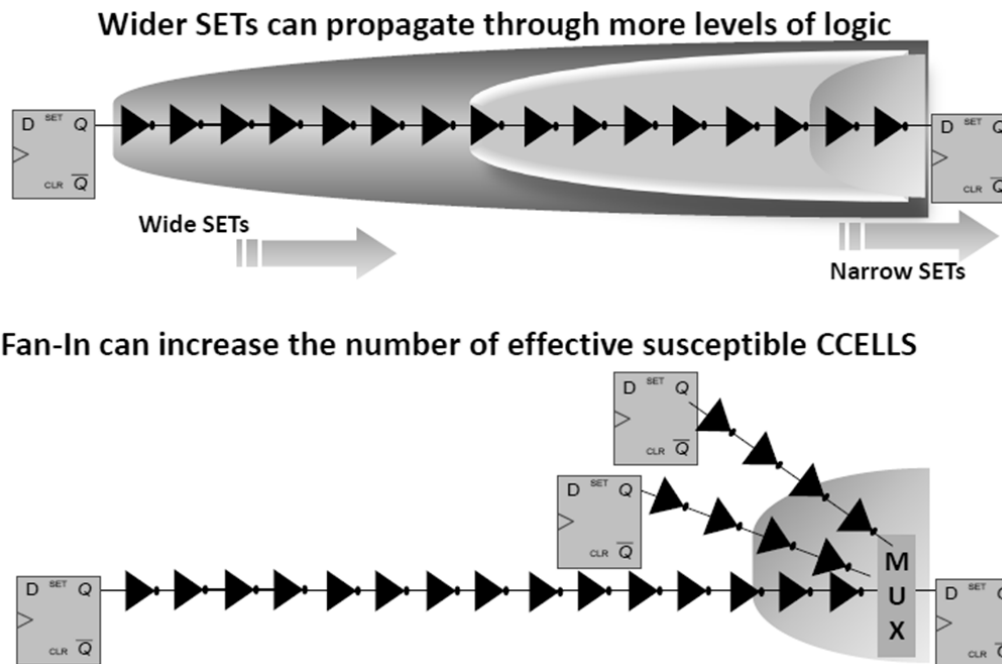 Wider SETs can propagate through more levels of logic
D SET Q
CLR Q
D SET Q
CLR Q
Wide SETs
Narrow SETs
Fan-In can increase the number of effective susceptible CCELLS
D SET Q
CLR Q
D SET Q
CLR Q
D SET Q
CLR Q
D SET Q
CLR Q
M
U
X